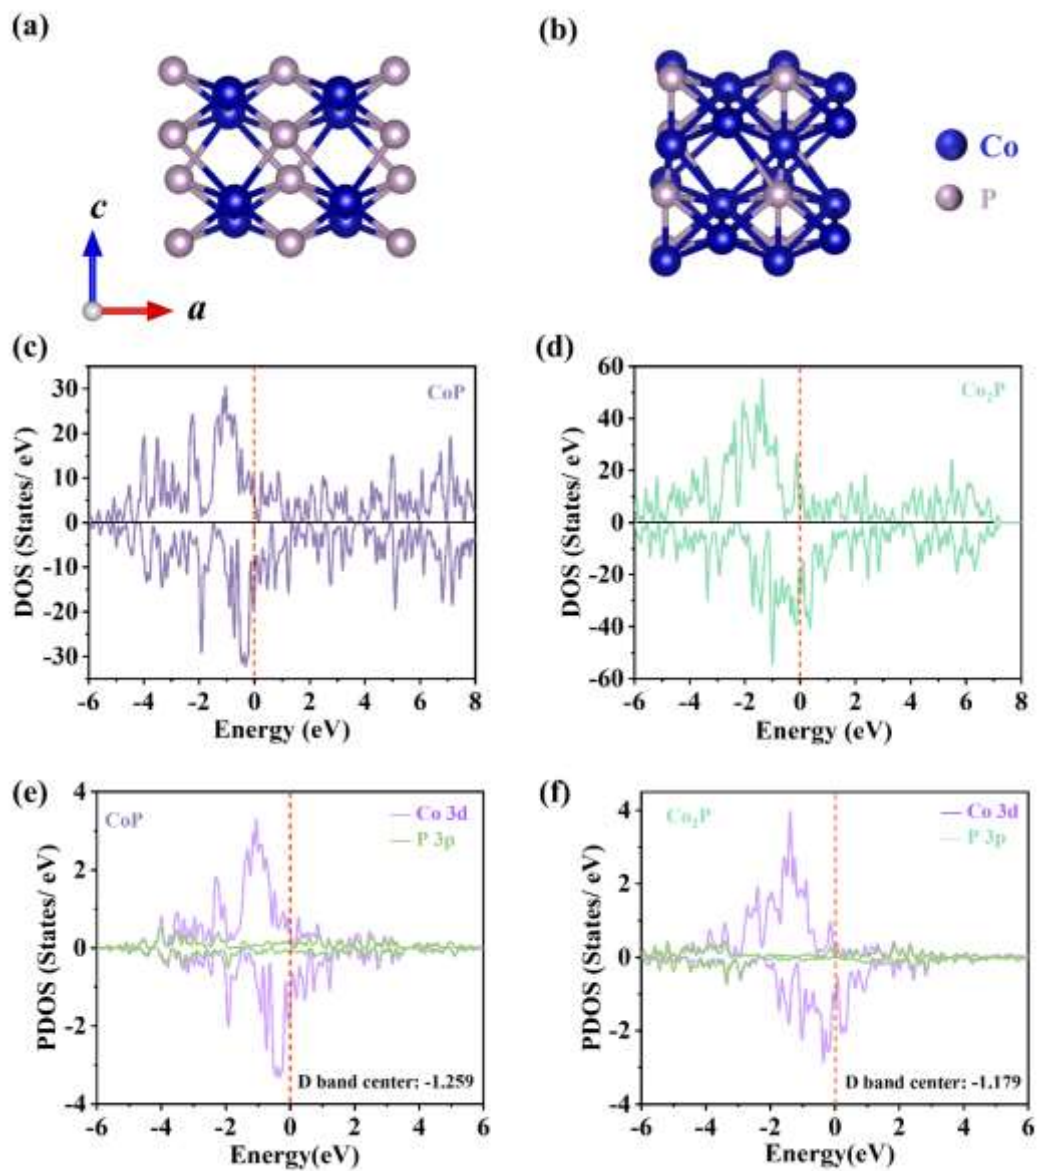 (a)
(b)
Co
P
c
a
(c)
(d)
30
20
10
0
-10
-20
-30
DOS (States/ eV)
CoP
-6 -4 -2 0 2 4 6 8
Energy (eV)
60
40
20
0
-20
-40
-60
DOS (States/ eV)
Co₂P
-6 -4 -2 0 2 4 6 8
Energy (eV)
(e)
(f)
4
2
0
-2
-4
PDOS (States/ eV)
CoP
Co 3d
P 3p
D band center: -1.259
-6 -4 -2 0 2 4 6
Energy(eV)
4
2
0
-2
-4
PDOS (States/ eV)
Co₂P
Co 3d
P 3p
D band center: -1.179
-6 -4 -2 0 2 4 6
Energy(eV)